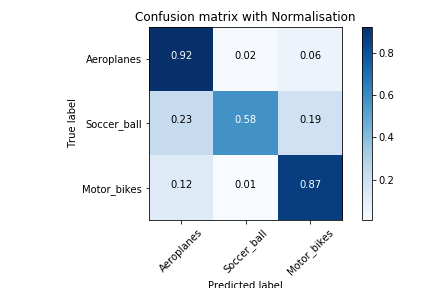 Confusion matrix with Normalisation
True label
Aeroplanes 0.92 0.02 0.06
Soccer_ball 0.23 0.58 0.19
Motor_bikes 0.12 0.01 0.87
Aeroplanes Soccer_ball Motor_bikes
Predicted label
0.8
0.6
0.4
0.2